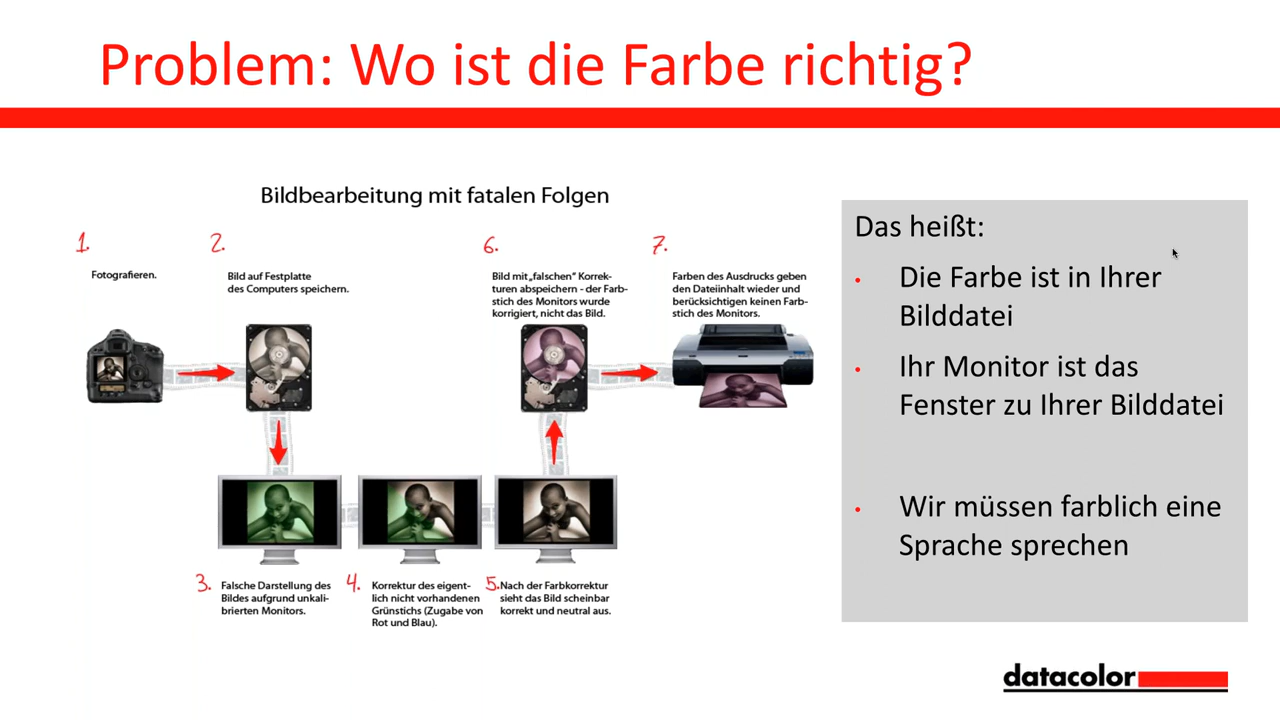 Problem: Wo ist die Farbe richtig?
Bildbearbeitung mit fatalen Folgen
1.
Fotografieren.
2.
Bild auf Festplatte
des Computers speichern.
3.
Falsche Darstellung des
Bildes aufgrund unkali-
brierten Monitors.
4.
Korrektur des eigent-
lich nicht vorhandenen
Grünstichs (Zugabe von
Rot und Blau).
5.
Nach der Farbkorrektur
sieht das Bild scheinbar
korrekt und neutral aus.
6.
Bild mit „falschen“ Korrek-
turen abspeichern - der Farb-
stich des Monitors wurde
korrigiert, nicht das Bild.
7.
Farben des Ausdrucks geben
den Dateiinhalt wieder und
berücksichtigen keinen Farb-
stich des Monitors.
Das heißt:
• Die Farbe ist in Ihrer
Bilddatei
• Ihr Monitor ist das
Fenster zu Ihrer Bilddatei
• Wir müssen farblich eine
Sprache sprechen
datacolor